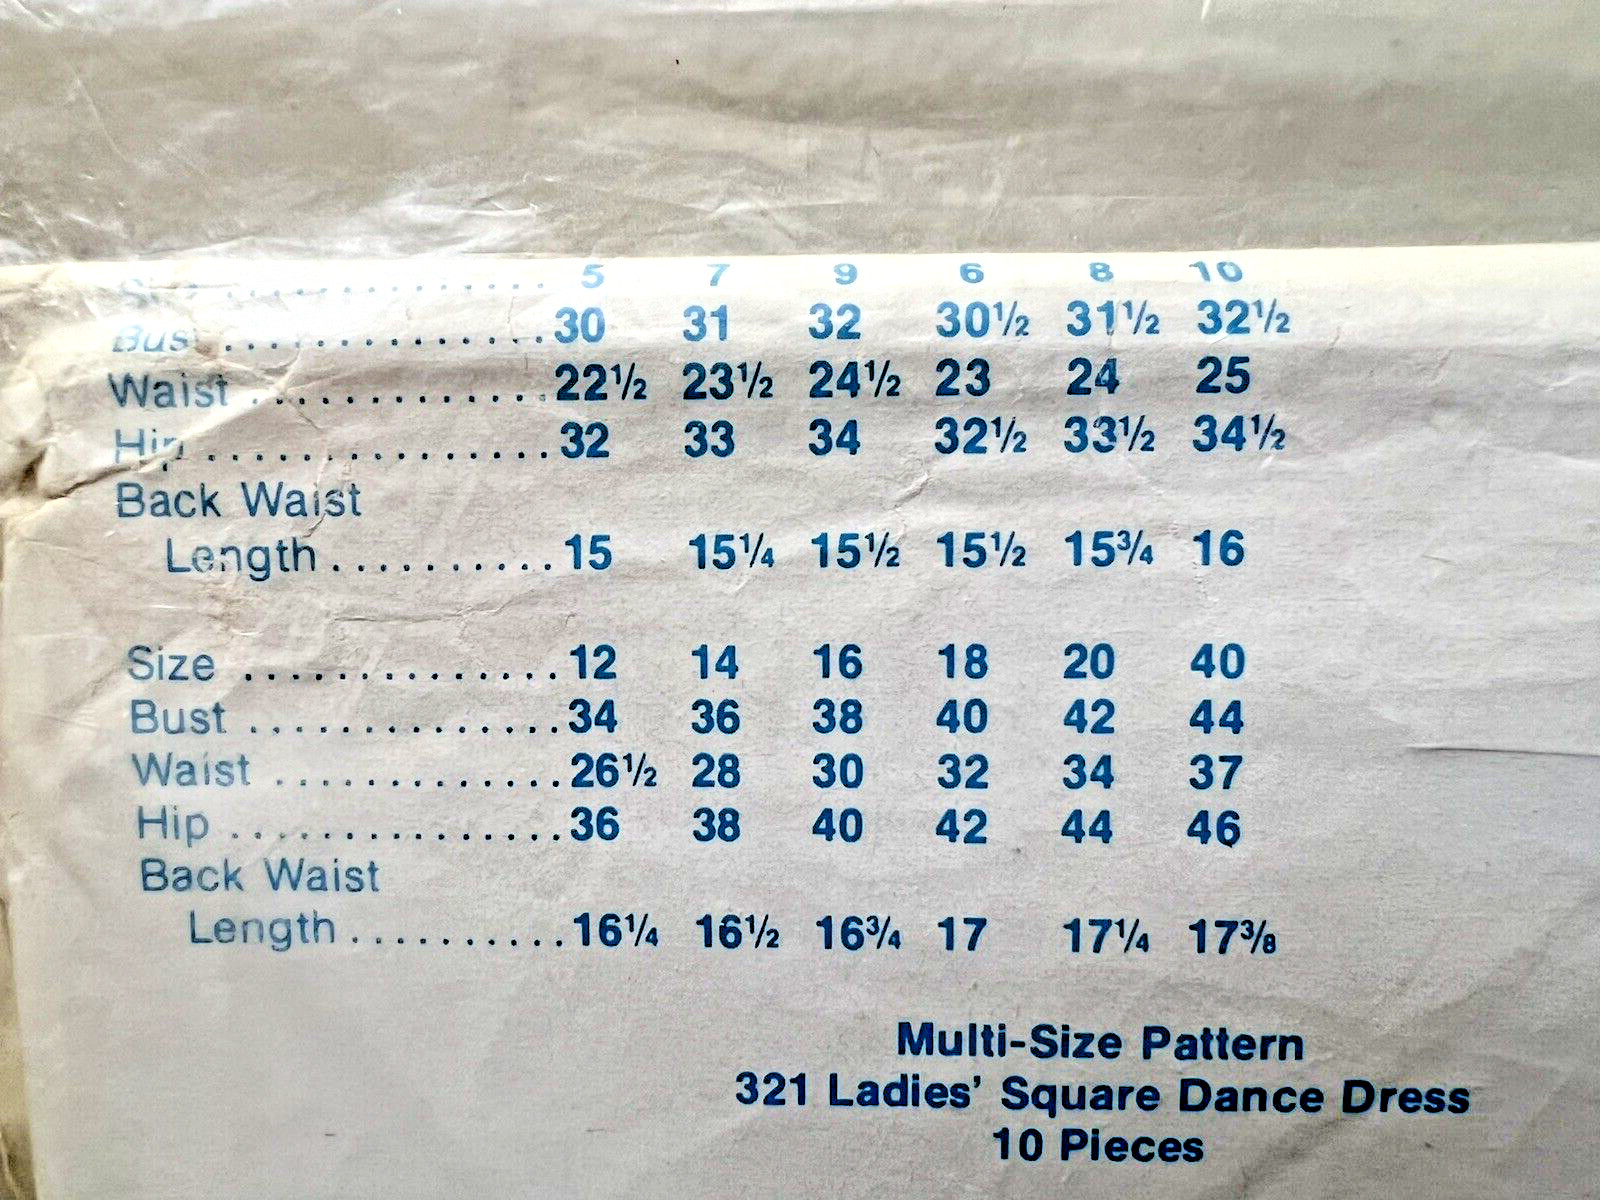 Size .............. 5 7 9 6 8 10
Bust .............. 30 31 32 30½ 31½ 32½
Waist ............. 22½ 23½ 24½ 23 24 25
Hip ................ 32 33 34 32½ 33½ 34½
Back Waist
Length .......... 15 15¼ 15½ 15½ 15¾ 16
Size .............. 12 14 16 18 20 40
Bust .............. 34 36 38 40 42 44
Waist ............. 26½ 28 30 32 34 37
Hip ............... 36 38 40 42 44 46
Back Waist
Length .......... 16¼ 16½ 16¾ 17 17¼ 17⅜
Multi-Size Pattern
321 Ladies' Square Dance Dress
10 Pieces